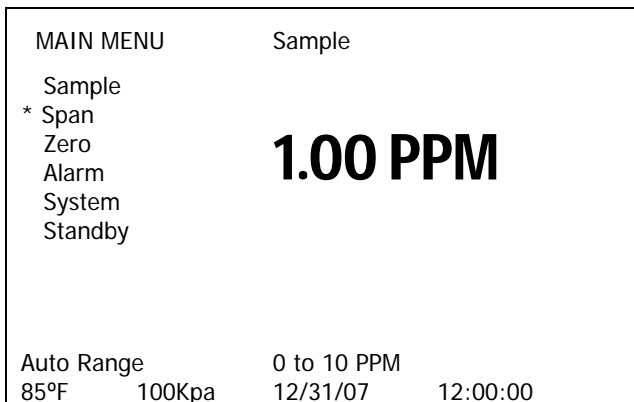 MAIN MENU Sample
Sample
* Span
Zero
Alarm
System
Standby
1.00 PPM
Auto Range 0 to 10 PPM
85ºF 100Kpa 12/31/07 12:00:00